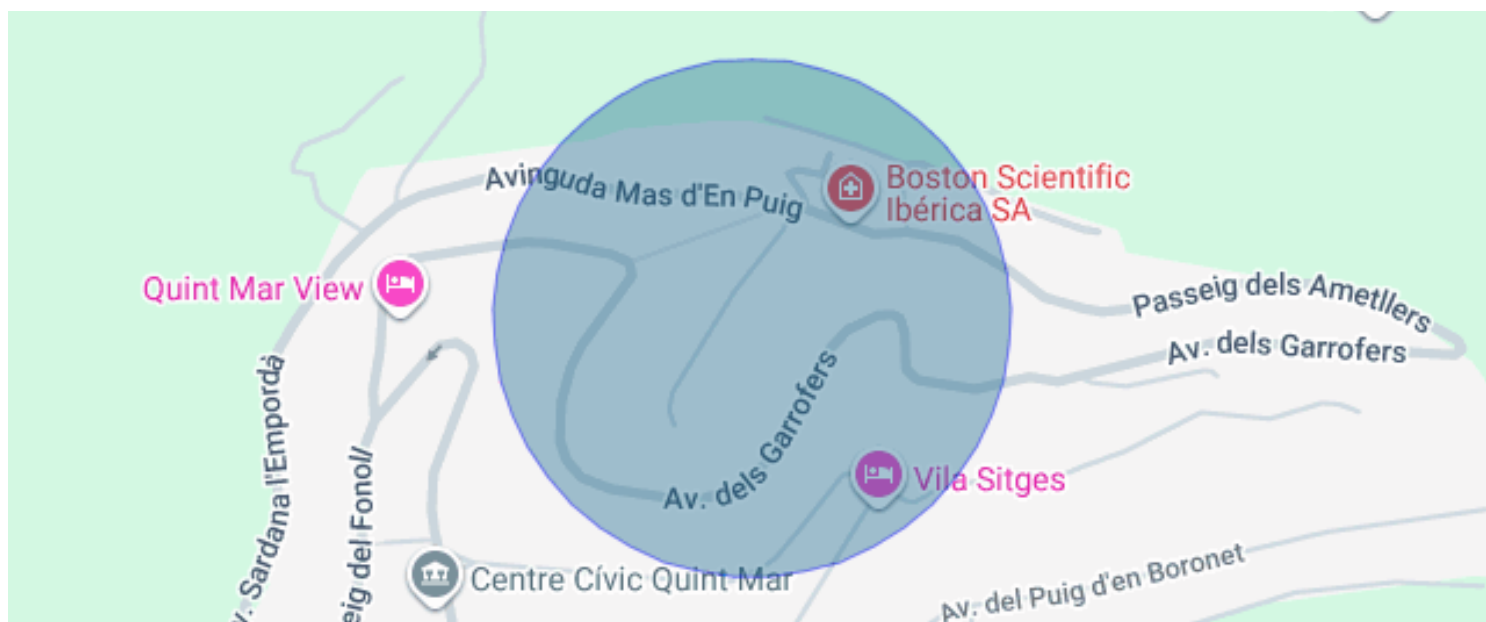 Avinguda Mas d'En Puig
Boston Scientific
Ibérica SA
Quint Mar View
Passeig dels Ametllers
Av. dels Garrofers
v. Sardana l'Empordà
eig del Fonoll
Av. dels Garrofers
Vila Sitges
Centre Cívic Quint Mar
Av. del Puig d'en Boronet